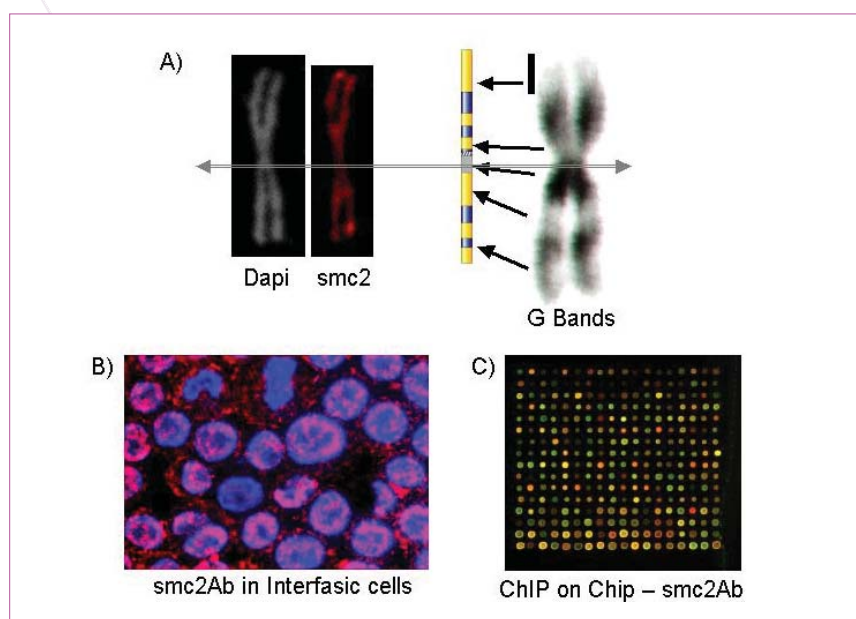 A)
Dapi smc2
G Bands
B)
C)
smc2Ab in Interfasic cells
ChIP on Chip – smc2Ab